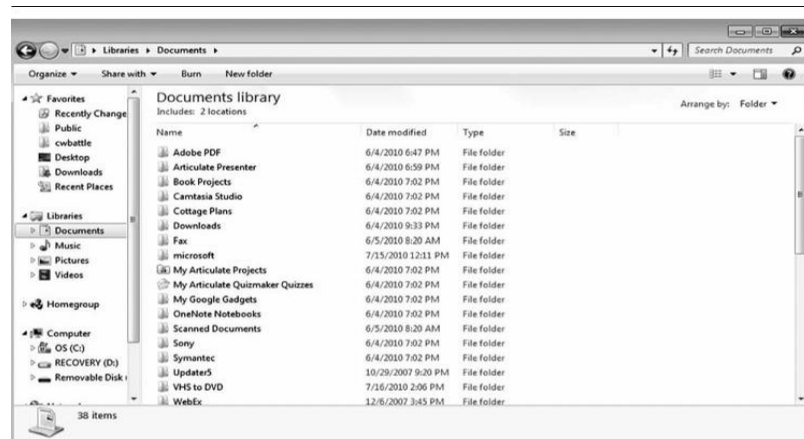 Libraries Documents
Search Documents
Organize Share with Burn New folder
Favorites
Recently Change
Public
cwbattle
Desktop
Downloads
Recent Places
Libraries
Documents
Music
Pictures
Videos
Homegroup
Computer
OS (C:)
RECOVERY (D:)
Removable Disk
Documents library
Includes: 2 locations
Arrange by: Folder
Name Date modified Type Size
Adobe PDF 6/4/2010 6:47 PM File folder
Articulate Presenter 6/4/2010 6:59 PM File folder
Book Projects 6/4/2010 7:02 PM File folder
Camtasia Studio 6/4/2010 7:02 PM File folder
Cottage Plans 6/4/2010 7:02 PM File folder
Downloads 6/4/2010 9:33 PM File folder
Fax 6/5/2010 8:20 AM File folder
microsoft 7/15/2010 12:11 PM File folder
My Articulate Projects 6/4/2010 7:02 PM File folder
My Articulate Quizmaker Quizzes 6/4/2010 7:02 PM File folder
My Google Gadgets 6/4/2010 7:02 PM File folder
OneNote Notebooks 6/4/2010 7:02 PM File folder
Scanned Documents 6/5/2010 8:20 AM File folder
Sony 6/4/2010 7:02 PM File folder
Symantec 6/4/2010 7:02 PM File folder
Updater5 10/29/2007 9:20 PM File folder
VHS to DVD 7/16/2010 2:06 PM File folder
WebEx 12/6/2007 3:45 PM File folder
38 items